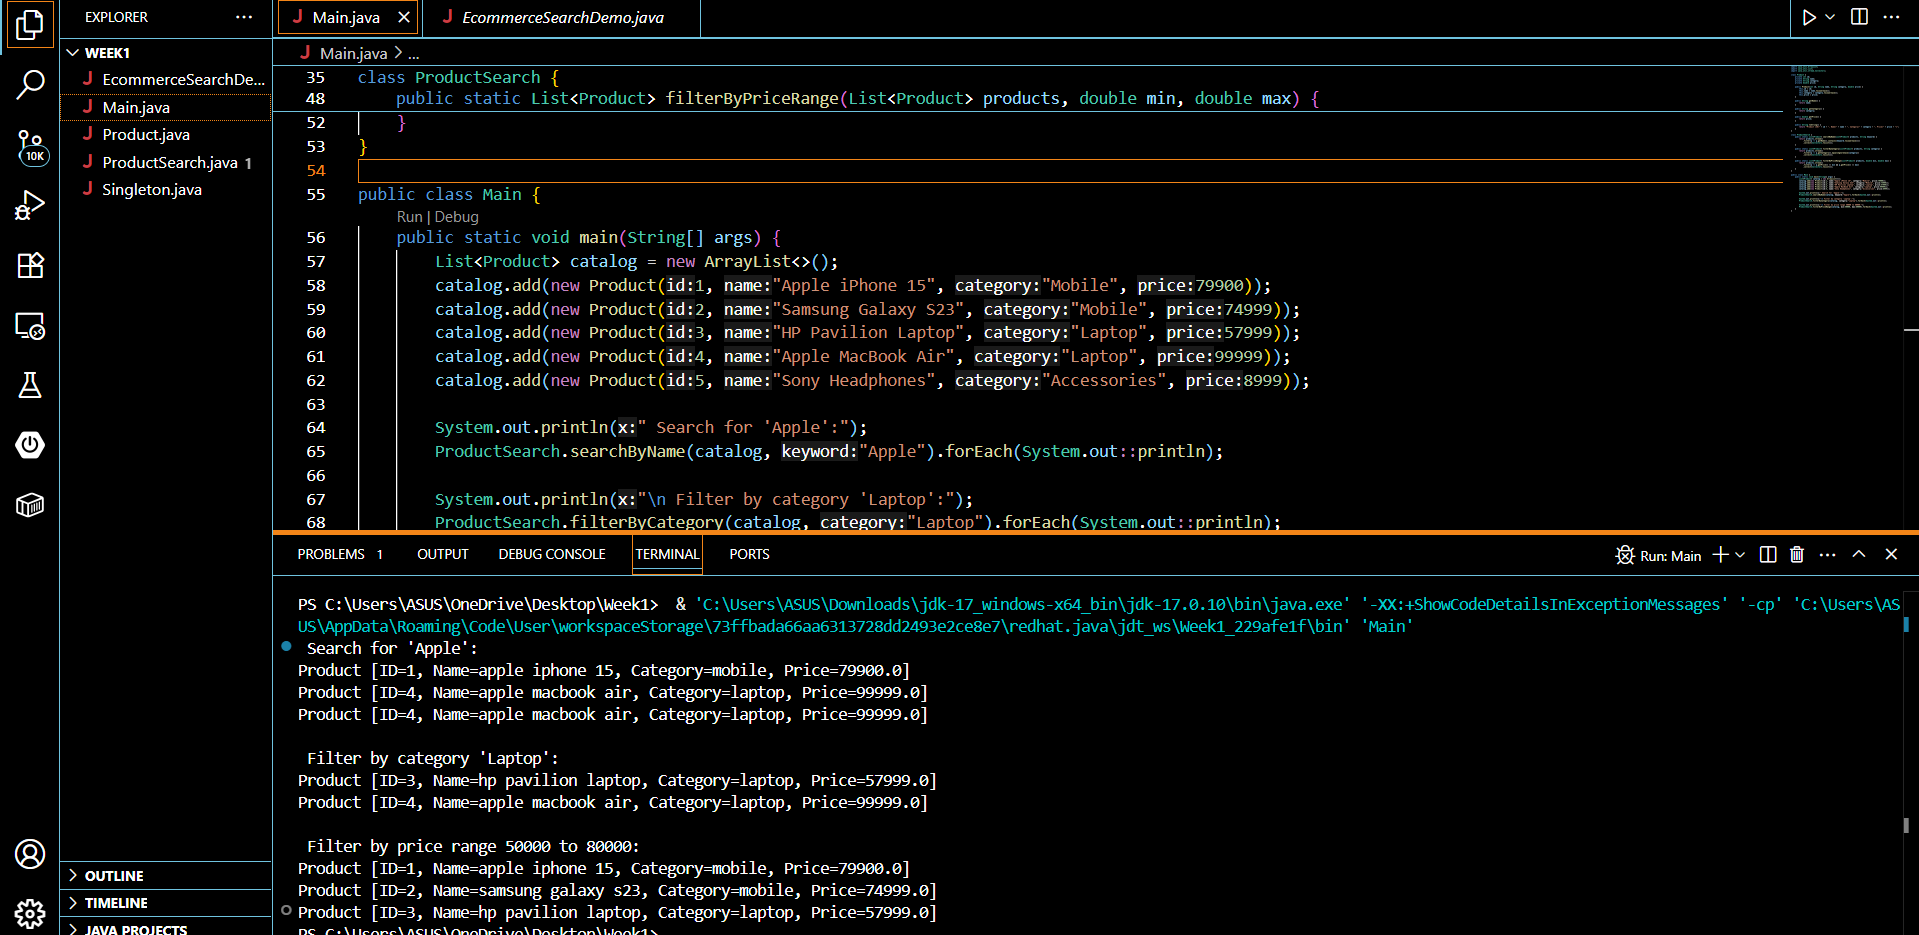 EXPLORER
···
WEEK1
J EcommerceSearchDe...
J Main.java
J Product.java
J ProductSearch.java 1
J Singleton.java
10K
OUTLINE
TIMELINE
JAVA PROJECTS
J Main.java
J EcommerceSearchDemo.java
J Main.java > ...
35 class ProductSearch {
48 public static List<Product> filterByPriceRange(List<Product> products, double min, double max) {
52 }
53 }
54
55 public class Main {
Run | Debug
56 public static void main(String[] args) {
57 List<Product> catalog = new ArrayList<>();
58 catalog.add(new Product(id:1, name:"Apple iPhone 15", category:"Mobile", price:79900));
59 catalog.add(new Product(id:2, name:"Samsung Galaxy S23", category:"Mobile", price:74999));
60 catalog.add(new Product(id:3, name:"HP Pavilion Laptop", category:"Laptop", price:57999));
61 catalog.add(new Product(id:4, name:"Apple MacBook Air", category:"Laptop", price:99999));
62 catalog.add(new Product(id:5, name:"Sony Headphones", category:"Accessories", price:8999));
63
64 System.out.println(x:" Search for 'Apple':");
65 ProductSearch.searchByName(catalog, keyword:"Apple").forEach(System.out::println);
66
67 System.out.println(x:"\n Filter by category 'Laptop':");
68 ProductSearch.filterByCategory(catalog, category:"Laptop").forEach(System.out::println);
PROBLEMS 1 OUTPUT DEBUG CONSOLE TERMINAL PORTS
Run: Main
PS C:\Users\ASUS\OneDrive\Desktop\Week1> & 'C:\Users\ASUS\Downloads\jdk-17_windows-x64_bin\jdk-17.0.10\bin\java.exe' '-XX:+ShowCodeDetailsInExceptionMessages' '-cp' 'C:\Users\AS
US\AppData\Roaming\Code\User\workspaceStorage\73ffbada66aa6313728dd2493e2ce8e7\redhat.java\jdt_ws\Week1_229afe1f\bin' 'Main'
Search for 'Apple':
Product [ID=1, Name=apple iphone 15, Category=mobile, Price=79900.0]
Product [ID=4, Name=apple macbook air, Category=laptop, Price=99999.0]
Product [ID=4, Name=apple macbook air, Category=laptop, Price=99999.0]
Filter by category 'Laptop':
Product [ID=3, Name=hp pavilion laptop, Category=laptop, Price=57999.0]
Product [ID=4, Name=apple macbook air, Category=laptop, Price=99999.0]
Filter by price range 50000 to 80000:
Product [ID=1, Name=apple iphone 15, Category=mobile, Price=79900.0]
Product [ID=2, Name=samsung galaxy s23, Category=mobile, Price=74999.0]
Product [ID=3, Name=hp pavilion laptop, Category=laptop, Price=57999.0]
PS C:\Users\ASUS\OneDrive\Desktop\Week1>